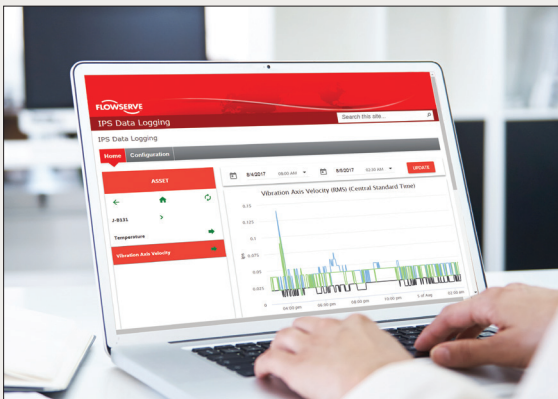 FLOWSERVE
IPS Data Logging
Search this site...
IPS Data Logging
Home Configuration
ASSET
8/4/2017 08:00 AM 8/8/2017 02:00 AM UPDATE
J-8131
Temperature
Vibration Axis Velocity
Vibration Axis Velocity (RMS) (Central Standard Time)
0.15
0.125
0.1
0.075
0.05
0.025
0
04:00 pm 06:00 pm 08:00 pm 10:00 pm 5 of Aug 02:00 am